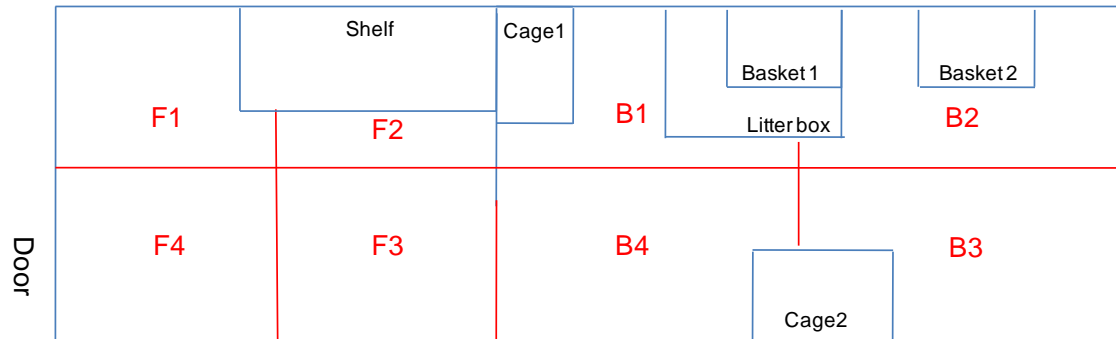 Shelf
Cage1
Basket 1
Basket 2
F1
F2
B1
Litter box
B2
Door
F4
F3
B4
B3
Cage2